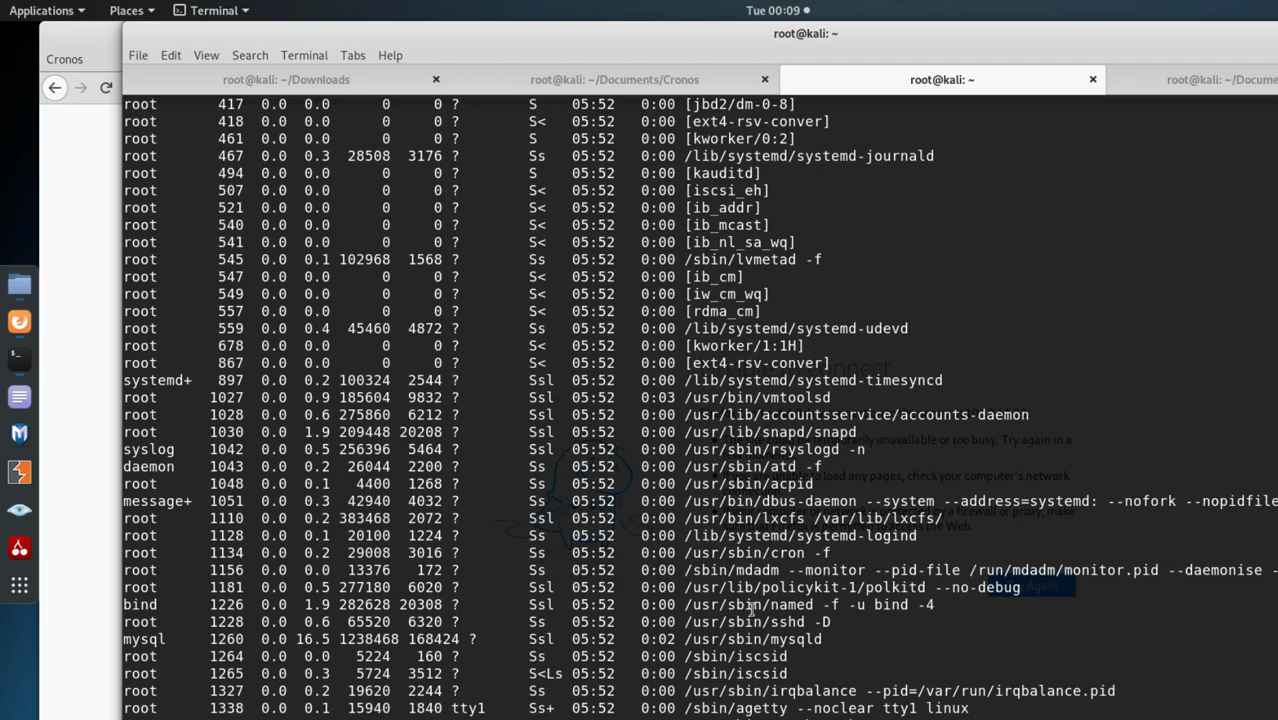 Applications Places Terminal Tue 00:09
root@kali: ~
Cronos
File Edit View Search Terminal Tabs Help
root@kali: ~/Downloads root@kali: ~/Documents/Cronos root@kali: ~ root@kali: ~/Docume
root 417 0.0 0.0 0 0 ? S 05:52 0:00 [jbd2/dm-0-8]
root 418 0.0 0.0 0 0 ? S< 05:52 0:00 [ext4-rsv-conver]
root 461 0.0 0.0 0 0 ? S 05:52 0:00 [kworker/0:2]
root 467 0.0 0.3 28508 3176 ? Ss 05:52 0:00 /lib/systemd/systemd-journald
root 494 0.0 0.0 0 0 ? S 05:52 0:00 [kauditd]
root 507 0.0 0.0 0 0 ? S< 05:52 0:00 [iscsi_eh]
root 521 0.0 0.0 0 0 ? S< 05:52 0:00 [ib_addr]
root 540 0.0 0.0 0 0 ? S< 05:52 0:00 [ib_mcast]
root 541 0.0 0.0 0 0 ? S< 05:52 0:00 [ib_nl_sa_wq]
root 545 0.0 0.1 102968 1568 ? Ss 05:52 0:00 /sbin/lvmetad -f
root 547 0.0 0.0 0 0 ? S< 05:52 0:00 [ib_cm]
root 549 0.0 0.0 0 0 ? S< 05:52 0:00 [iw_cm_wq]
root 557 0.0 0.0 0 0 ? S< 05:52 0:00 [rdma_cm]
root 559 0.0 0.4 45460 4872 ? Ss 05:52 0:00 /lib/systemd/systemd-udevd
root 678 0.0 0.0 0 0 ? S< 05:52 0:00 [kworker/1:1H]
root 867 0.0 0.0 0 0 ? S< 05:52 0:00 [ext4-rsv-conver]
systemd+ 897 0.0 0.2 100324 2544 ? Ssl 05:52 0:00 /lib/systemd/systemd-timesyncd
root 1027 0.0 0.9 185604 9832 ? Ssl 05:52 0:03 /usr/bin/vmtoolsd
root 1028 0.0 0.6 275860 6212 ? Ssl 05:52 0:00 /usr/lib/accountsservice/accounts-daemon
root 1030 0.0 1.9 209448 20208 ? Ssl 05:52 0:00 /usr/lib/snapd/snapd
syslog 1042 0.0 0.5 256396 5464 ? Ssl 05:52 0:00 /usr/sbin/rsyslogd -n
daemon 1043 0.0 0.2 26044 2200 ? Ss 05:52 0:00 /usr/sbin/atd -f
root 1048 0.0 0.1 4400 1268 ? Ss 05:52 0:00 /usr/sbin/acpid
message+ 1051 0.0 0.3 42940 4032 ? Ss 05:52 0:00 /usr/bin/dbus-daemon --system --address=systemd: --nofork --nopidfile
root 1110 0.0 0.2 383468 2072 ? Ssl 05:52 0:00 /usr/bin/lxcfs /var/lib/lxcfs/
root 1128 0.0 0.1 20100 1224 ? Ss 05:52 0:00 /lib/systemd/systemd-logind
root 1134 0.0 0.2 29008 3016 ? Ss 05:52 0:00 /usr/sbin/cron -f
root 1156 0.0 0.0 13376 172 ? Ss 05:52 0:00 /sbin/mdadm --monitor --pid-file /run/mdadm/monitor.pid --daemonise -
root 1181 0.0 0.5 277180 6020 ? Ssl 05:52 0:00 /usr/lib/policykit-1/polkitd --no-debug
bind 1226 0.0 1.9 282628 20308 ? Ssl 05:52 0:00 /usr/sbin/named -f -u bind -4
root 1228 0.0 0.6 65520 6320 ? Ss 05:52 0:00 /usr/sbin/sshd -D
mysql 1260 0.0 16.5 1238468 168424 ? Ssl 05:52 0:02 /usr/sbin/mysqld
root 1264 0.0 0.0 5224 160 ? Ss 05:52 0:00 /sbin/iscsid
root 1265 0.0 0.3 5724 3512 ? S<Ls 05:52 0:00 /sbin/iscsid
root 1327 0.0 0.2 19620 2244 ? Ss 05:52 0:00 /usr/sbin/irqbalance --pid=/var/run/irqbalance.pid
root 1338 0.0 0.1 15940 1840 tty1 Ss+ 05:52 0:00 /sbin/agetty --noclear tty1 linux